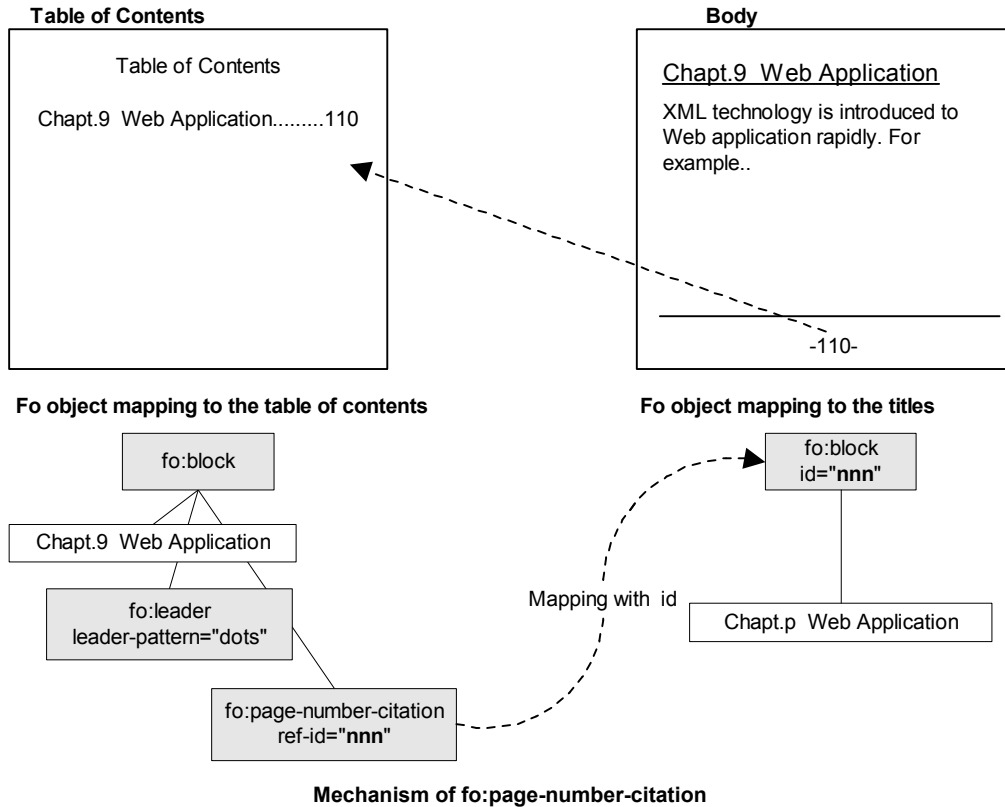 Table of Contents
Table of Contents
Chapt.9 Web Application.........110
Body
Chapt.9 Web Application
XML technology is introduced to
Web application rapidly. For
example..
-110-
Fo object mapping to the table of contents
fo:block
Chapt.9 Web Application
fo:leader
leader-pattern="dots"
fo:page-number-citation
ref-id="nnn"
Mapping with id
Fo object mapping to the titles
fo:block
id="nnn"
Chapt.p Web Application
Mechanism of fo:page-number-citation